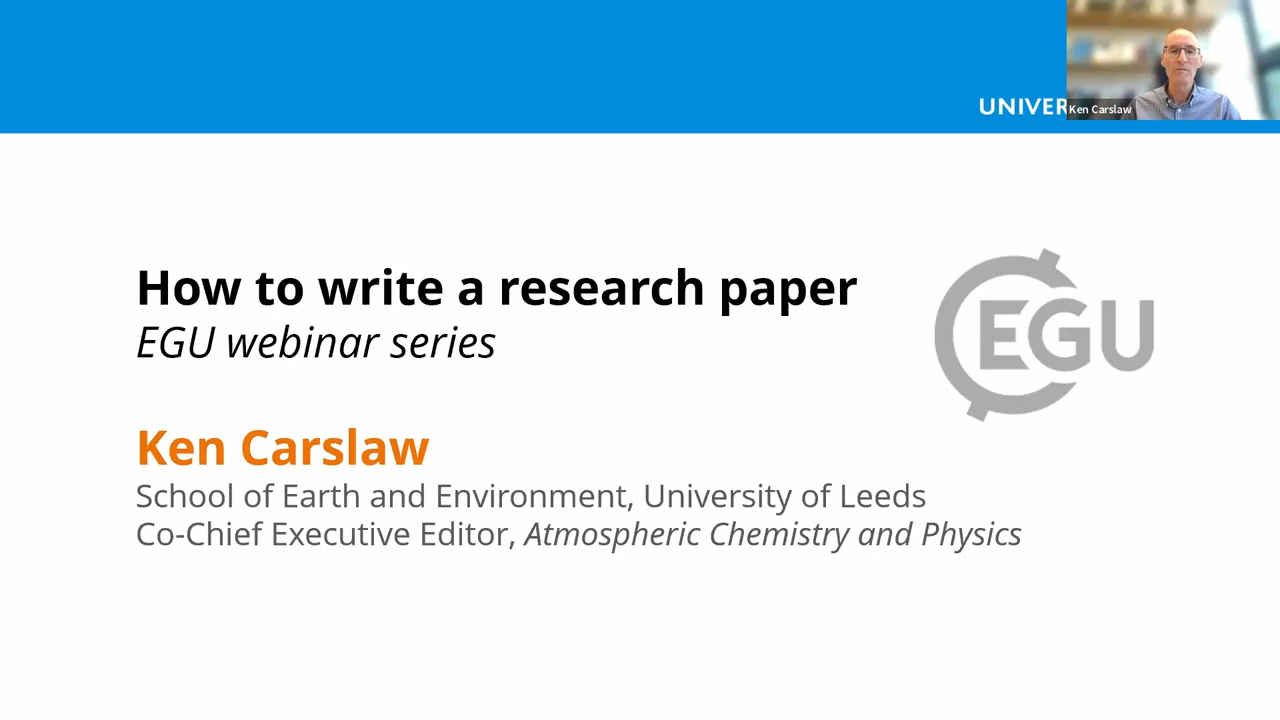 UNIVER
Ken Carslaw
How to write a research paper
EGU webinar series
EGU
Ken Carslaw
School of Earth and Environment, University of Leeds
Co-Chief Executive Editor, Atmospheric Chemistry and Physics